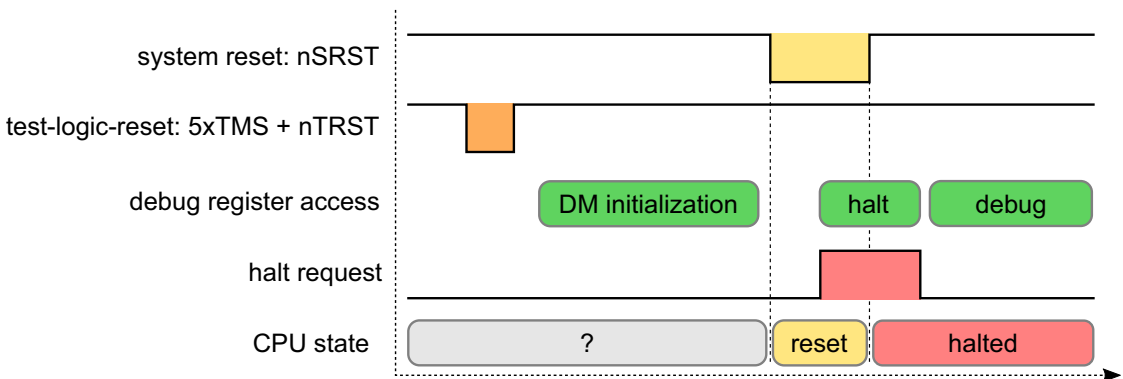 system reset: nSRST
test-logic-reset: 5xTMS + nTRST
debug register access
DM initialization
halt
debug
halt request
CPU state
?
reset
halted